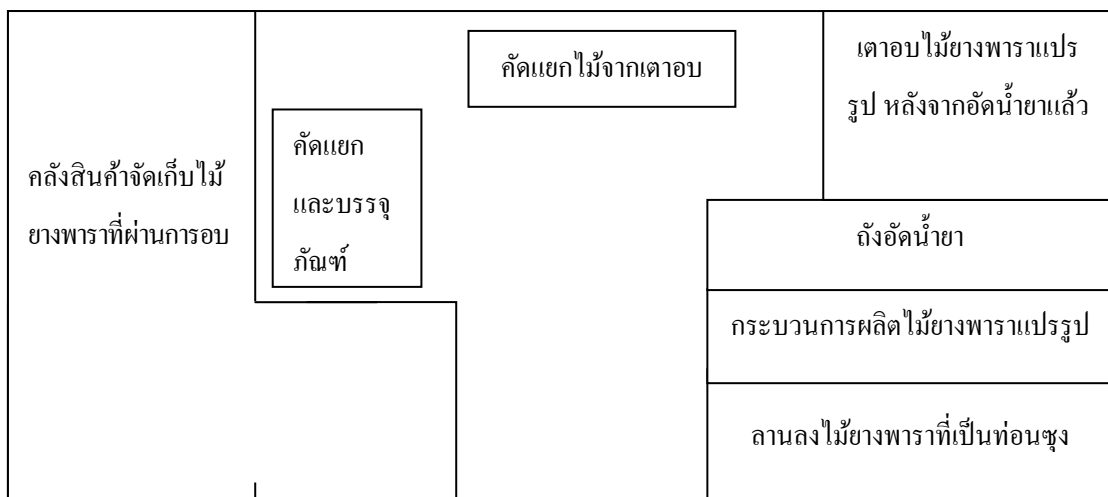 คลังสินค้าจัดเก็บไม้
ยางพาราที่ผ่านการอบ
คัดแยก
และบรรจุ
ภัณฑ์
คัดแยกไม้จากเตาอบ
เตาอบไม้ยางพาราแปร
รูป หลังจากอัดน้ำยาแล้ว
ถังอัดน้ำยา
กระบวนการผลิตไม้ยางพาราแปรรูป
ลานลงไม้ยางพาราที่เป็นท่อนซุง